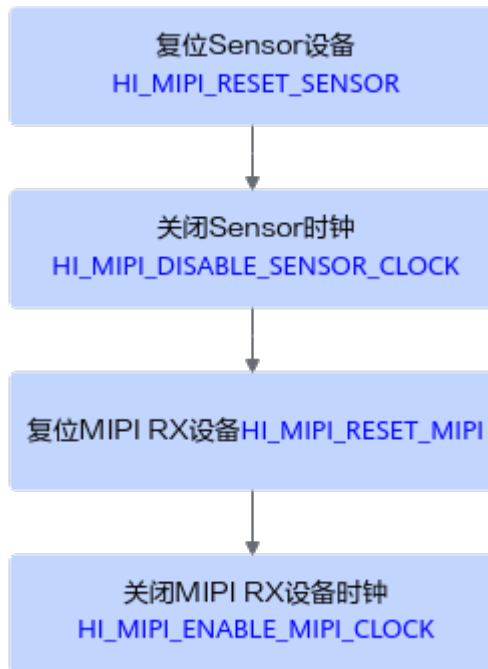 复位Sensor设备
HI_MIPI_RESET_SENSOR
关闭Sensor时钟
HI_MIPI_DISABLE_SENSOR_CLOCK
复位MIPI RX设备HI_MIPI_RESET_MIPI
关闭MIPI RX设备时钟
HI_MIPI_ENABLE_MIPI_CLOCK